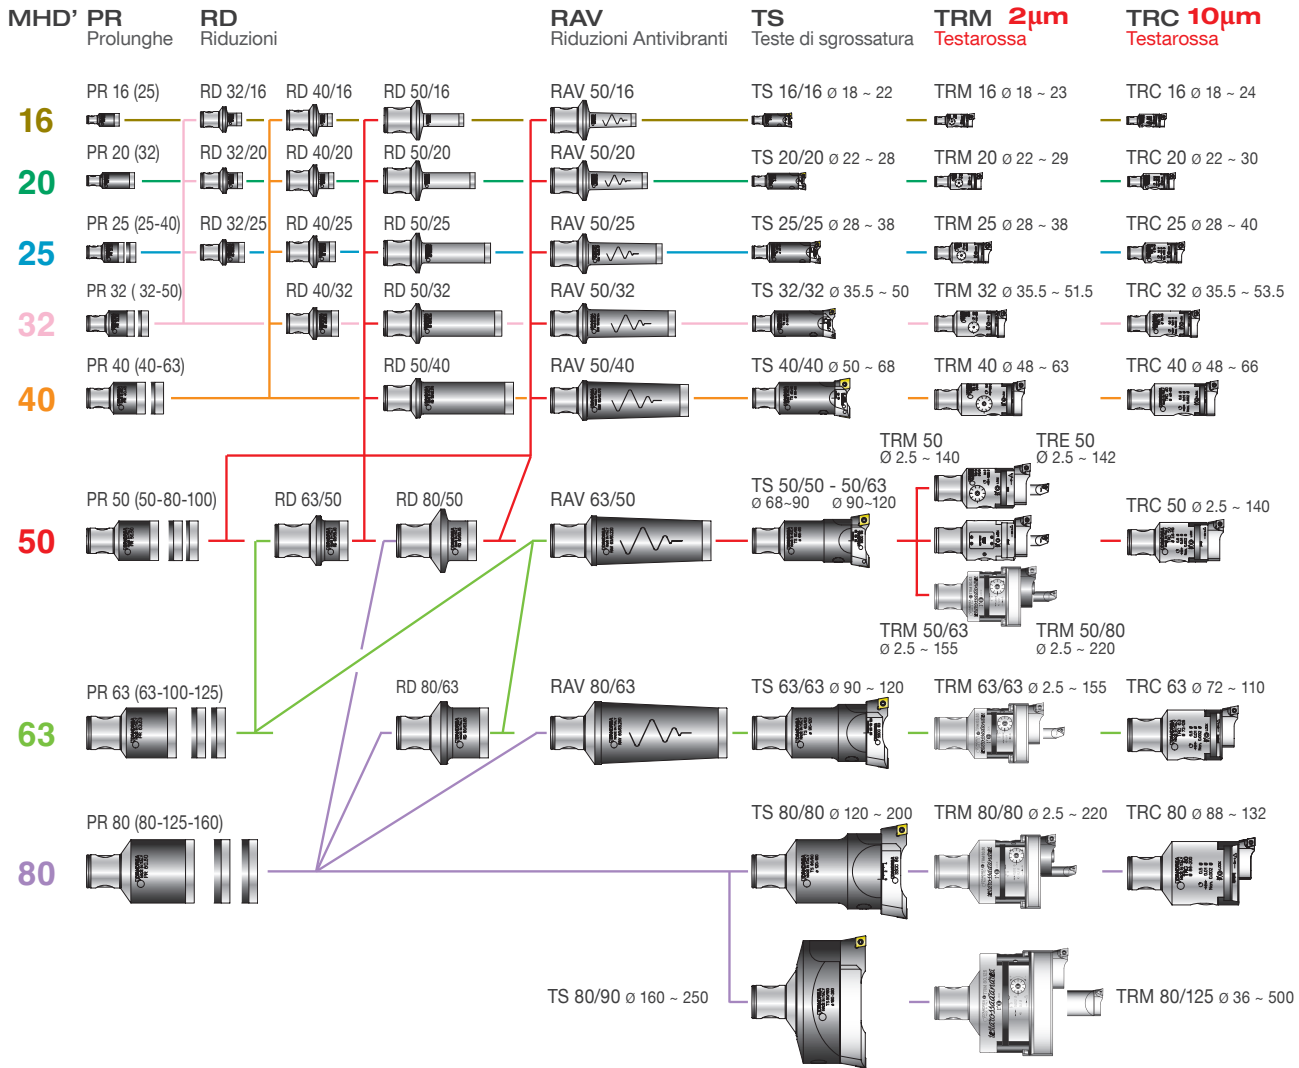 MHD' PR RD RAV TS TRM 2µm TRC 10µm
Prolunghe Riduzioni Riduzioni Antivibranti Teste di sgrossatura Testarossa Testarossa
16 PR 16 (25) RD 32/16 RD 40/16 RD 50/16 RAV 50/16 TS 16/16 Ø 18 ~ 22 TRM 16 Ø 18 ~ 23 TRC 16 Ø 18 ~ 24
20 PR 20 (32) RD 32/20 RD 40/20 RD 50/20 RAV 50/20 TS 20/20 Ø 22 ~ 28 TRM 20 Ø 22 ~ 29 TRC 20 Ø 22 ~ 30
25 PR 25 (25-40) RD 32/25 RD 40/25 RD 50/25 RAV 50/25 TS 25/25 Ø 28 ~ 38 TRM 25 Ø 28 ~ 38 TRC 25 Ø 28 ~ 40
32 PR 32 ( 32-50) RD 40/32 RD 50/32 RAV 50/32 TS 32/32 Ø 35.5 ~ 50 TRM 32 Ø 35.5 ~ 51.5 TRC 32 Ø 35.5 ~ 53.5
40 PR 40 (40-63) RD 50/40 RAV 50/40 TS 40/40 Ø 50 ~ 68 TRM 40 Ø 48 ~ 63 TRC 40 Ø 48 ~ 66
TRM 50 TRE 50
Ø 2.5 ~ 140 Ø 2.5 ~ 142
50 PR 50 (50-80-100) RD 63/50 RD 80/50 RAV 63/50 TS 50/50 - 50/63 TRC 50 Ø 2.5 ~ 140
Ø 68~90 Ø 90~120
TRM 50/63 TRM 50/80
Ø 2.5 ~ 155 Ø 2.5 ~ 220
63 PR 63 (63-100-125) RD 80/63 RAV 80/63 TS 63/63 Ø 90 ~ 120 TRM 63/63 Ø 2.5 ~ 155 TRC 63 Ø 72 ~ 110
80 PR 80 (80-125-160) TS 80/80 Ø 120 ~ 200 TRM 80/80 Ø 2.5 ~ 220 TRC 80 Ø 88 ~ 132
TS 80/90 Ø 160 ~ 250 TRM 80/125 Ø 36 ~ 500